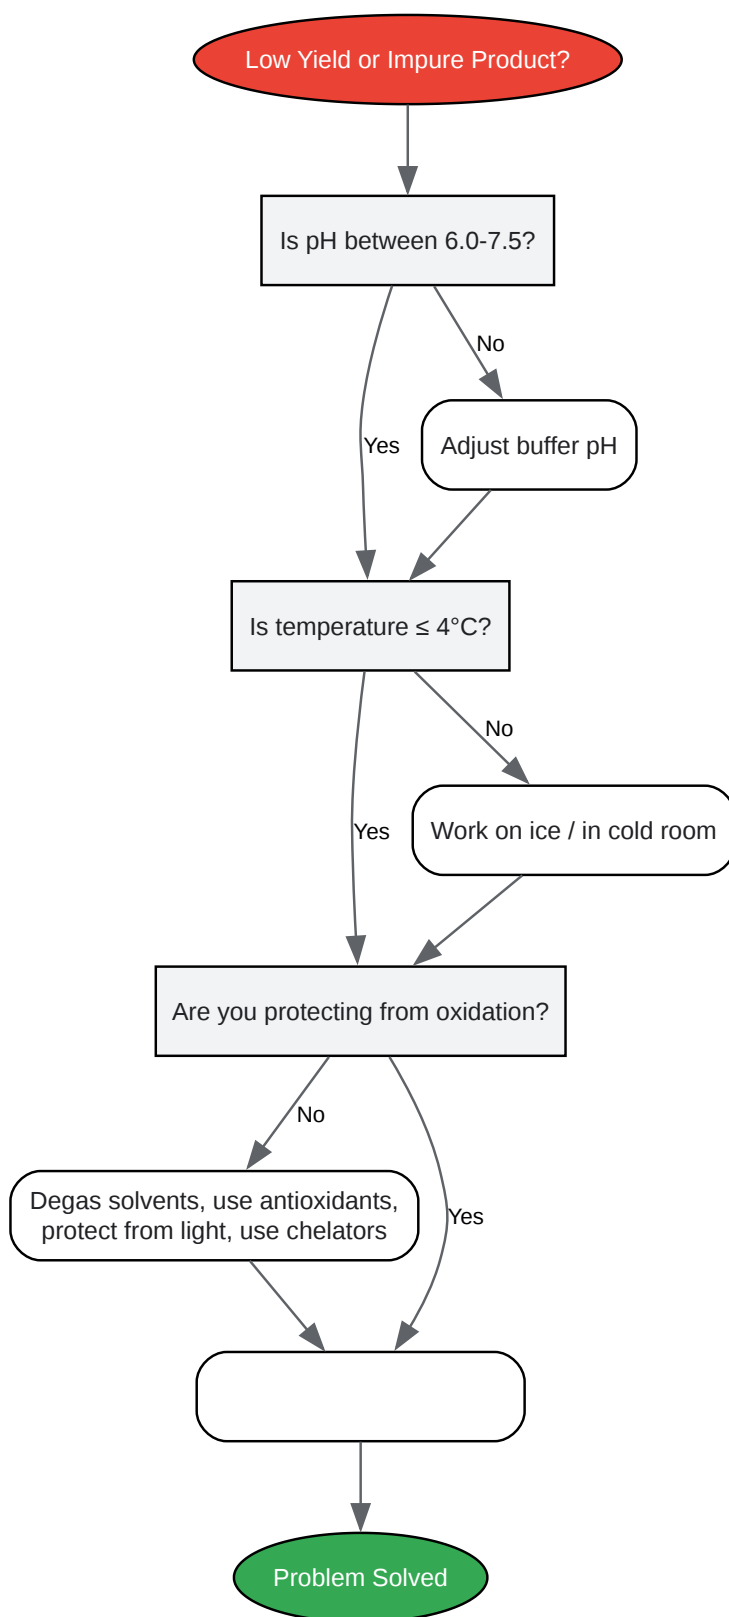 Low Yield or Impure Product?
Is pH between 6.0-7.5?
No
Yes
Adjust buffer pH
Is temperature ≤ 4°C?
No
Yes
Work on ice / in cold room
Are you protecting from oxidation?
No
Degas solvents, use antioxidants,
protect from light, use chelators
Yes
Problem Solved